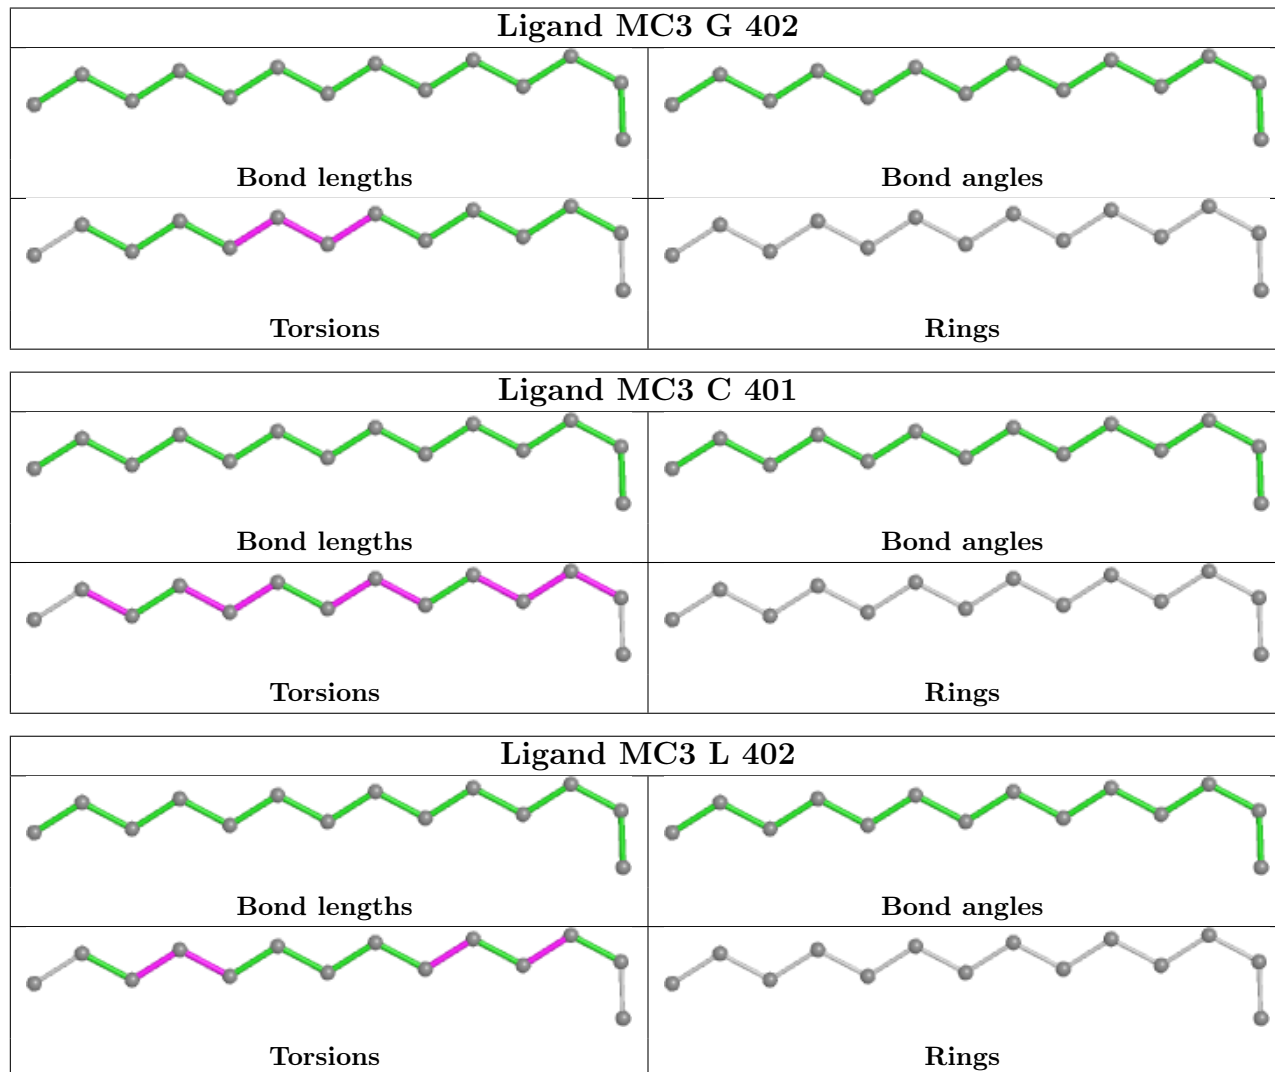 Ligand MC3 G 402
Bond lengths
Bond angles
Torsions
Rings
Ligand MC3 C 401
Bond lengths
Bond angles
Torsions
Rings
Ligand MC3 L 402
Bond lengths
Bond angles
Torsions
Rings